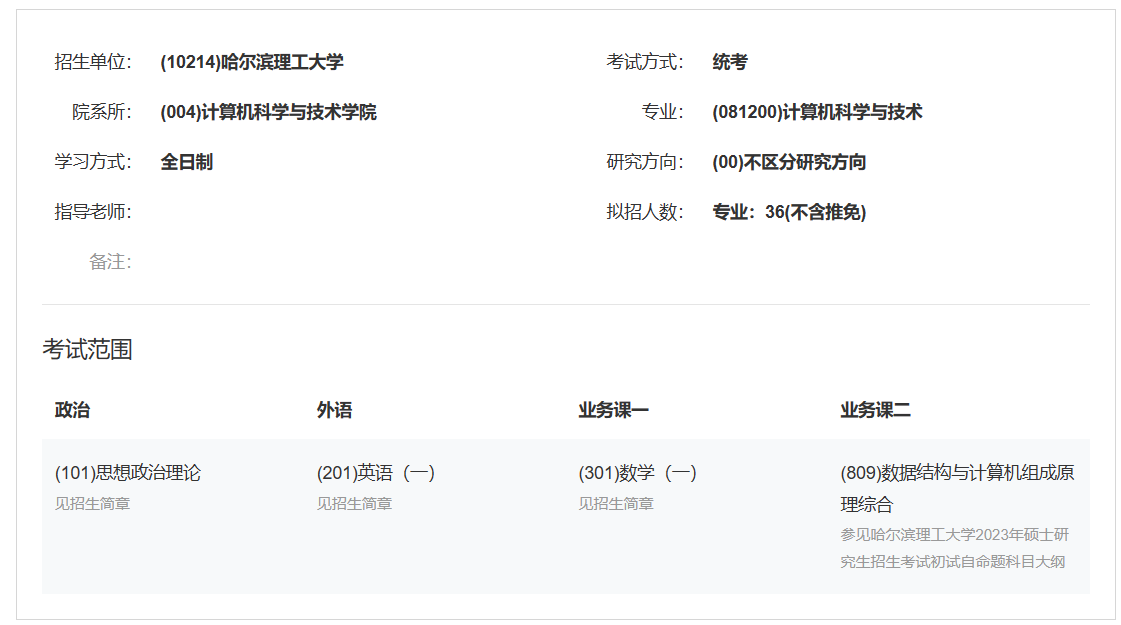 招生单位： (10214)哈尔滨理工大学 考试方式： 统考
院系所： (004)计算机科学与技术学院 专业： (081200)计算机科学与技术
学习方式： 全日制 研究方向： (00)不区分研究方向
指导老师： 拟招人数： 专业：36(不含推免)
备注：
考试范围
政治 外语 业务课一 业务课二
(101)思想政治理论 (201)英语（一） (301)数学（一） (809)数据结构与计算机组成原
见招生简章 见招生简章 见招生简章 理综合
参见哈尔滨理工大学2023年硕士研
究生招生考试初试自命题科目大纲